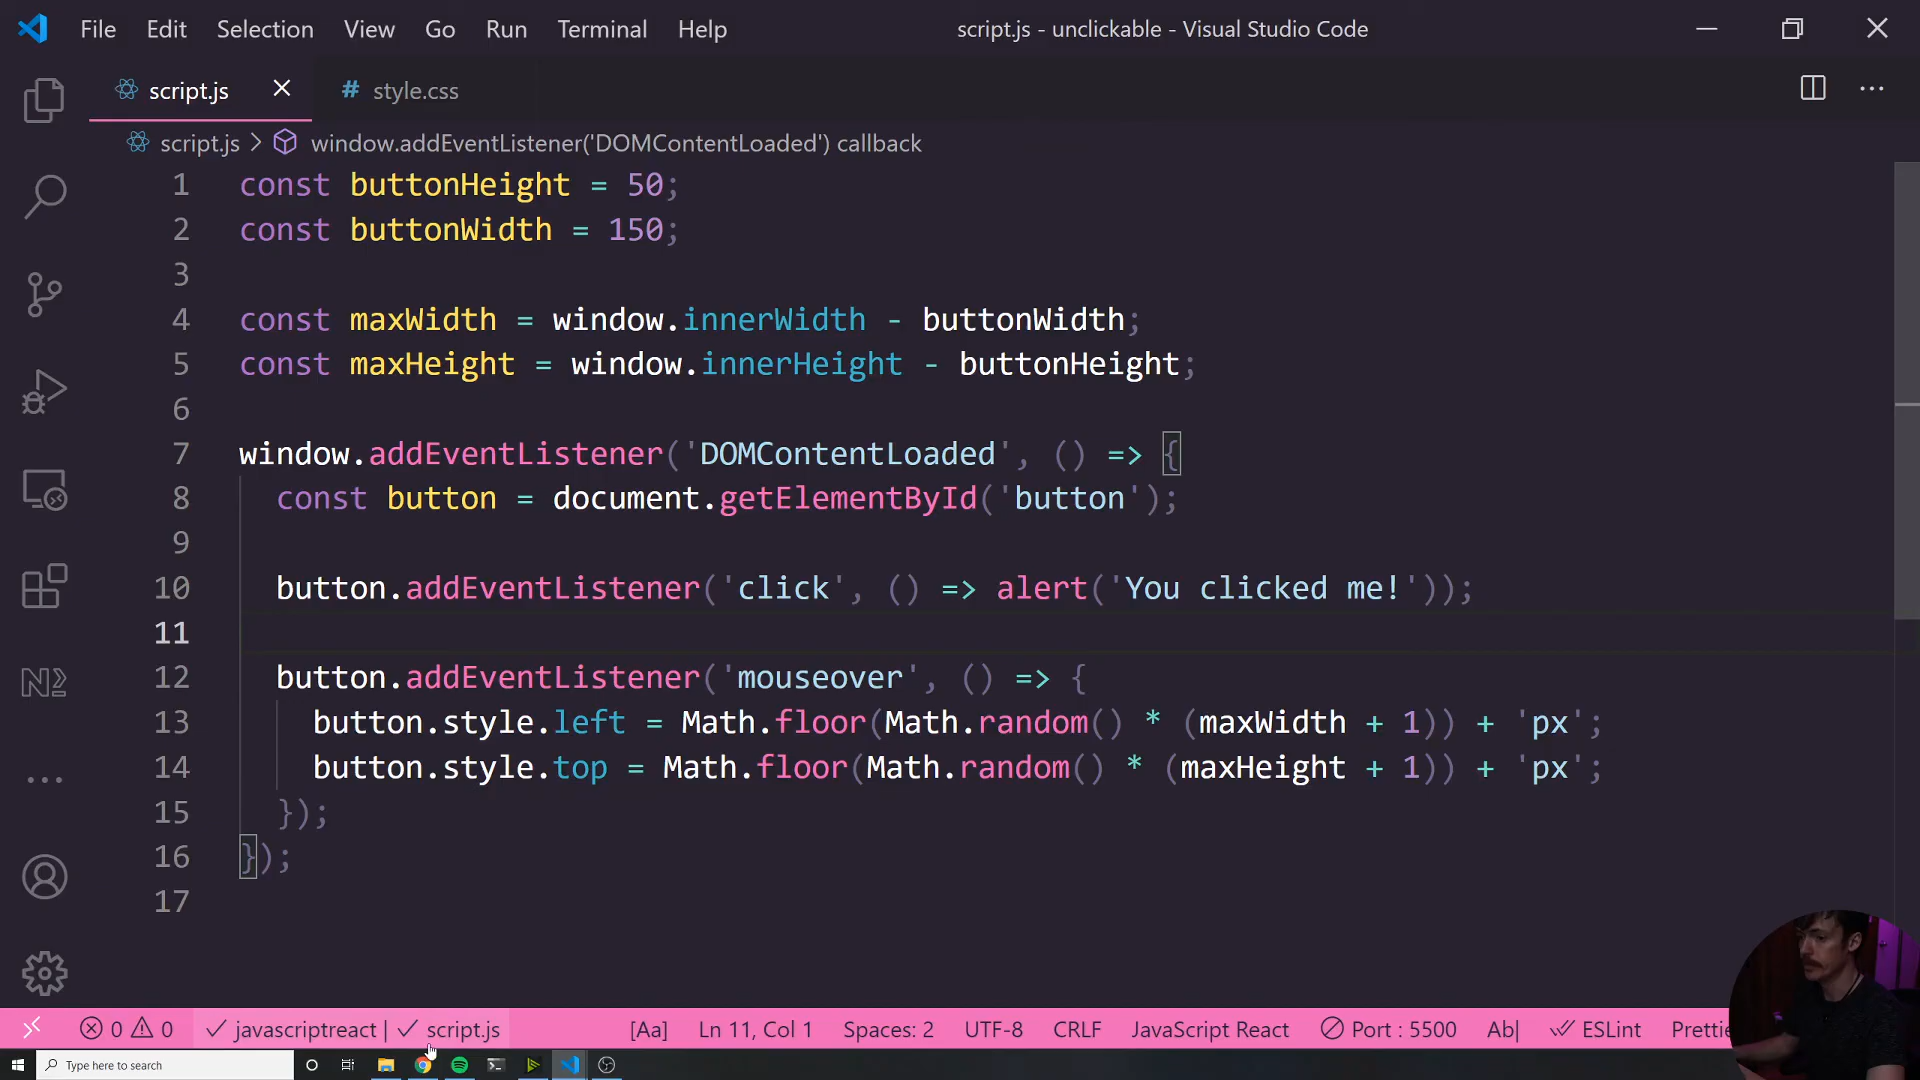 File Edit Selection View Go Run Terminal Help script.js - unclickable - Visual Studio Code
script.js # style.css
script.js > window.addEventListener('DOMContentLoaded') callback
1 const buttonHeight = 50;
2 const buttonWidth = 150;
3
4 const maxWidth = window.innerWidth - buttonWidth;
5 const maxHeight = window.innerHeight - buttonHeight;
6
7 window.addEventListener('DOMContentLoaded', () => {
8 const button = document.getElementById('button');
9
10 button.addEventListener('click', () => alert('You clicked me!'));
11
12 button.addEventListener('mouseover', () => {
13 button.style.left = Math.floor(Math.random() * (maxWidth + 1)) + 'px';
14 button.style.top = Math.floor(Math.random() * (maxHeight + 1)) + 'px';
15 });
16 });
17
0 0 javascriptreact | script.js [Aa] Ln 11, Col 1 Spaces: 2 UTF-8 CRLF JavaScript React Port : 5500 Ab| ESLint Prettie
Type here to search